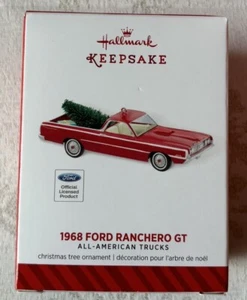 Hallmark
KEEPSAKE
Ford
Official
Licensed
Product
1968 FORD RANCHERO GT
ALL-AMERICAN TRUCKS
christmas tree ornament | décoration pour l'arbre de noël